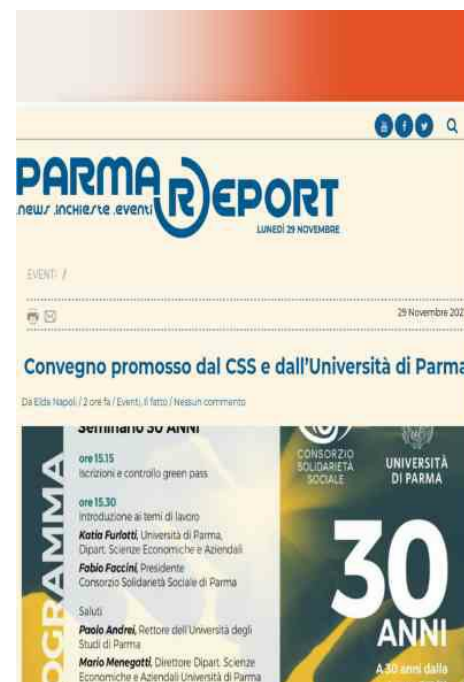 PARMA REPORT
.news .inchieste .eventi
LUNEDÌ 29 NOVEMBRE
EVENTI /
29 Novembre 202
Convegno promosso dal CSS e dall'Università di Parma
Da Elda Napoli / 2 ore fa / Eventi, Il fatto / Nessun commento
Seminario 30 ANNI
ore 15.15
Iscrizioni e controllo green pass
ore 15.30
Introduzione ai temi di lavoro
Katia Furlotti, Università di Parma,
Dipart. Scienze Economiche e Aziendali
Fabio Faccini, Presidente
Consorzio Solidarietà Sociale di Parma
Saluti
Paolo Andrei, Rettore dell'Università degli
Studi di Parma
Mario Menegatti, Direttore Dipart. Scienze
Economiche e Aziendali Università di Parma
OGRAMMA
CONSORZIO
SOLIDARIETÀ
SOCIALE
UNIVERSITÀ
DI PARMA
30
ANNI
A 30 anni dalla